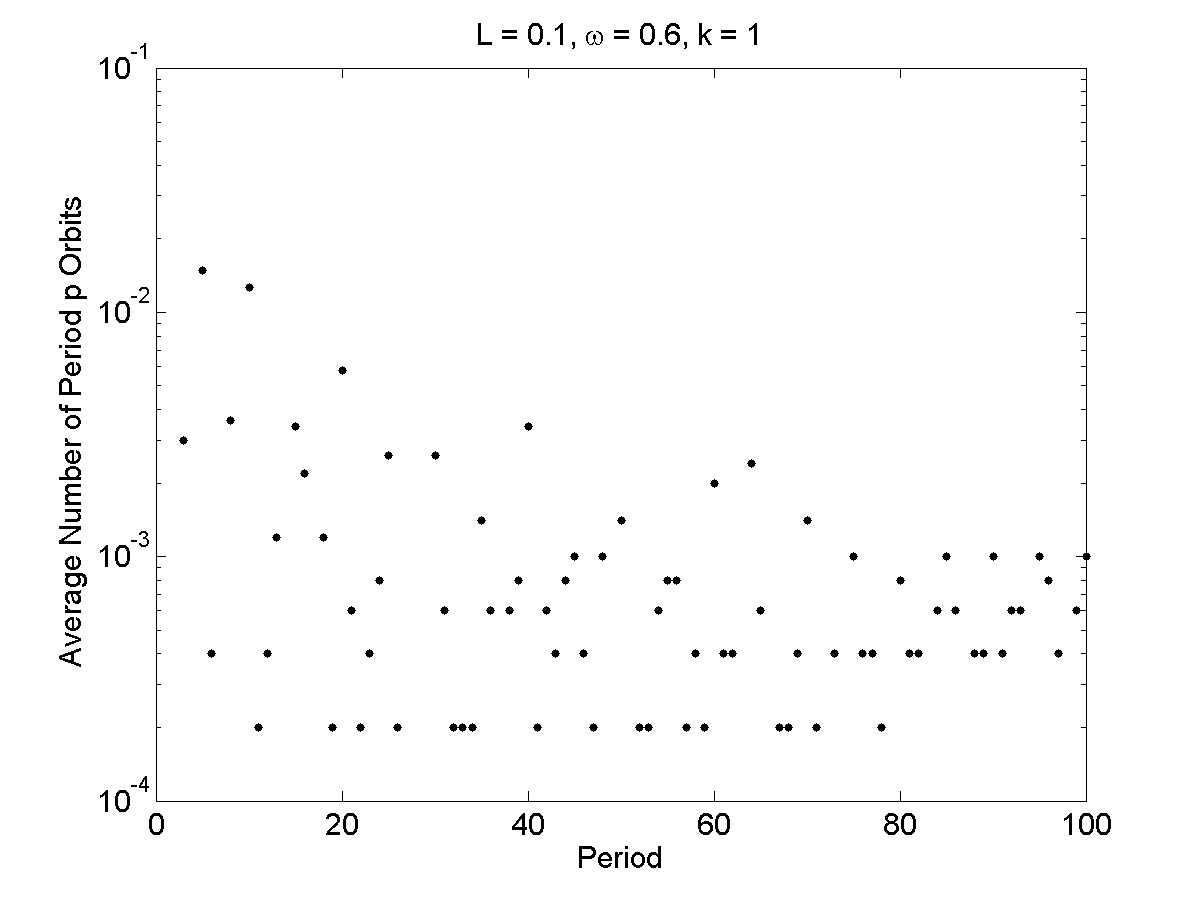 L = 0.1, ω = 0.6, k = 1
10^-1
10^-2
10^-3
10^-4
Average Number of Period p Orbits
0 20 40 60 80 100
Period